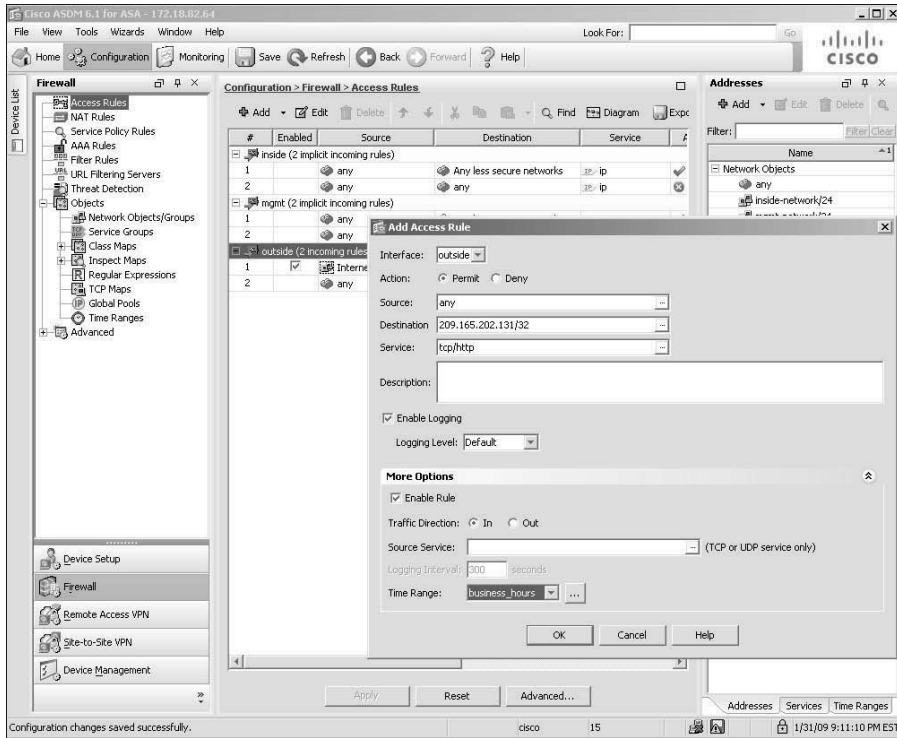 Cisco ASDM 6.1 for ASA - 172.18.82.64
File View Tools Wizards Window Help Look For: Go
Home Configuration Monitoring Save Refresh Back Forward Help
CISCO
Device List
Firewall
Access Rules
NAT Rules
Service Policy Rules
AAA Rules
Filter Rules
URL Filtering Servers
Threat Detection
Objects
Network Objects/Groups
Service Groups
Class Maps
Inspect Maps
Regular Expressions
TCP Maps
Global Pools
Time Ranges
Advanced
Device Setup
Firewall
Remote Access VPN
Site-to-Site VPN
Device Management
Configuration > Firewall > Access Rules
Add Edit Delete Find Diagram Expc
# Enabled Source Destination Service
inside (2 implicit incoming rules)
1 any Any less secure networks ip
2 any any ip
mgmt (2 implicit incoming rules)
1 any
2 any
outside (2 incoming rules
1 Interne
2 any
Add Access Rule
Interface: outside
Action: Permit Deny
Source: any ...
Destination 209.165.202.131/32 ...
Service: tcp/http ...
Description:
Enable Logging
Logging Level: Default
More Options
Enable Rule
Traffic Direction: In Out
Source Service: ... (TCP or UDP service only)
Logging Interval: 300 seconds
Time Range: business_hours ...
OK Cancel Help
Apply Reset Advanced...
Addresses
Add Edit Delete
Filter: Filter Clear
Name
Network Objects
any
inside-network/24
Addresses Services Time Ranges
Configuration changes saved successfully. cisco 15 1/31/09 9:11:10 PM EST